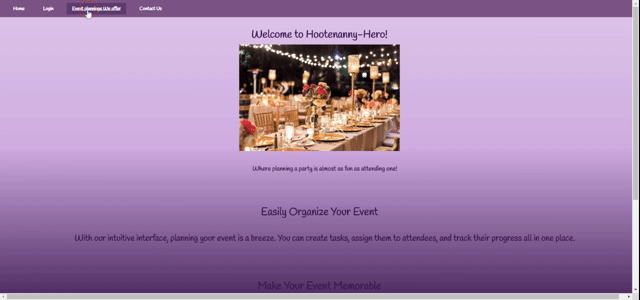 Home Login Event plannings We offer Contact Us
Welcome to Hootenanny-Hero!
Where planning a party is almost as fun as attending one!
Easily Organize Your Event
With our intuitive interface, planning your event is a breeze. You can create tasks, assign them to attendees, and track their progress all in one place.
Make Your Event Memorable